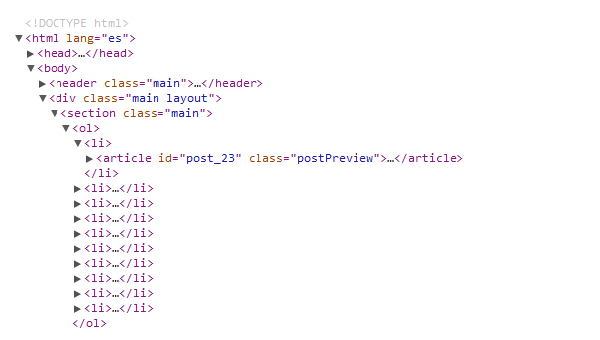 <!DOCTYPE html>
▼<html lang="es">
▶<head>…</head>
▼<body>
▶<header class="main">…</header>
▼<div class="main layout">
▼<section class="main">
▼<ol>
▼<li>
▶<article id="post_23" class="postPreview">…</article>
</li>
▶<li>…</li>
▶<li>…</li>
▶<li>…</li>
▶<li>…</li>
▶<li>…</li>
▶<li>…</li>
▶<li>…</li>
▶<li>…</li>
▶<li>…</li>
</ol>